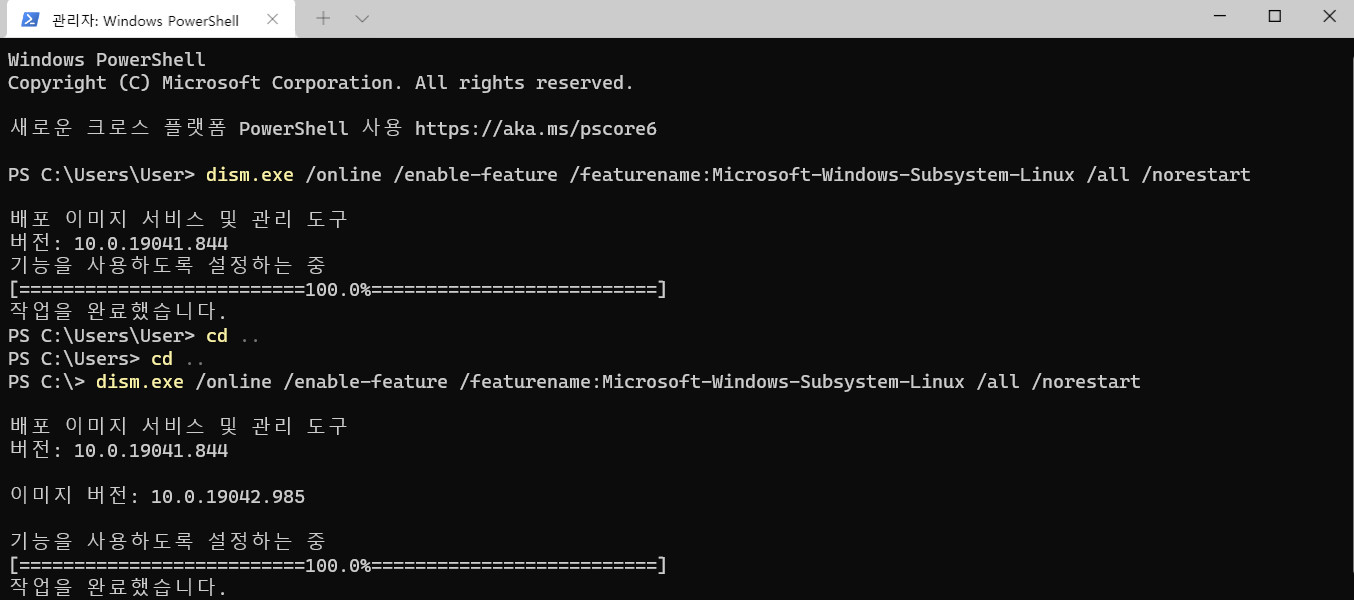 관리자: Windows PowerShell
Windows PowerShell
Copyright (C) Microsoft Corporation. All rights reserved.
새로운 크로스 플랫폼 PowerShell 사용 https://aka.ms/pscore6
PS C:\Users\User> dism.exe /online /enable-feature /featurename:Microsoft-Windows-Subsystem-Linux /all /norestart
배포 이미지 서비스 및 관리 도구
버전: 10.0.19041.844
기능을 사용하도록 설정하는 중
[==========================100.0%==========================]
작업을 완료했습니다.
PS C:\Users\User> cd ..
PS C:\Users> cd ..
PS C:\> dism.exe /online /enable-feature /featurename:Microsoft-Windows-Subsystem-Linux /all /norestart
배포 이미지 서비스 및 관리 도구
버전: 10.0.19041.844
이미지 버전: 10.0.19042.985
기능을 사용하도록 설정하는 중
[==========================100.0%==========================]
작업을 완료했습니다.